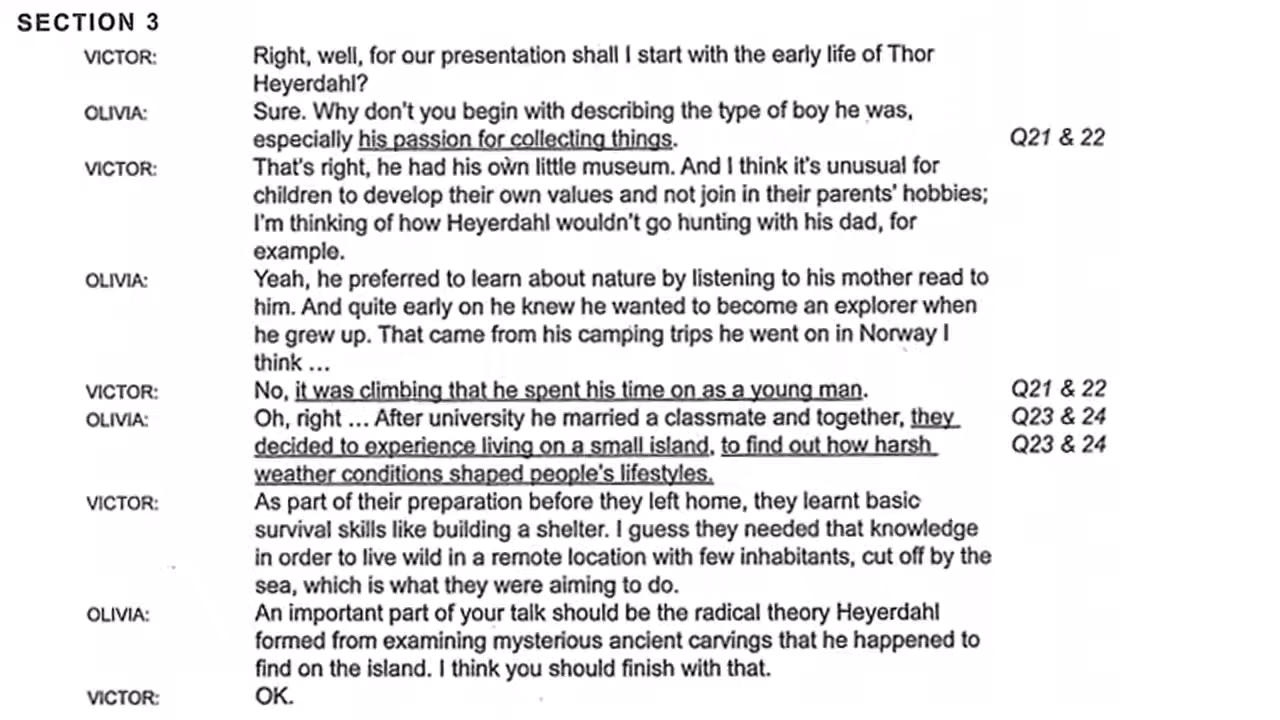 SECTION 3
VICTOR: Right, well, for our presentation shall I start with the early life of Thor
Heyerdahl?
OLIVIA: Sure. Why don't you begin with describing the type of boy he was,
especially his passion for collecting things. Q21 & 22
VICTOR: That's right, he had his own little museum. And I think it's unusual for
children to develop their own values and not join in their parents' hobbies;
I'm thinking of how Heyerdahl wouldn't go hunting with his dad, for
example.
OLIVIA: Yeah, he preferred to learn about nature by listening to his mother read to
him. And quite early on he knew he wanted to become an explorer when
he grew up. That came from his camping trips he went on in Norway I
think ...
VICTOR: No, it was climbing that he spent his time on as a young man. Q21 & 22
OLIVIA: Oh, right ... After university he married a classmate and together, they Q23 & 24
decided to experience living on a small island, to find out how harsh Q23 & 24
weather conditions shaped people's lifestyles.
VICTOR: As part of their preparation before they left home, they learnt basic
survival skills like building a shelter. I guess they needed that knowledge
in order to live wild in a remote location with few inhabitants, cut off by the
sea, which is what they were aiming to do.
OLIVIA: An important part of your talk should be the radical theory Heyerdahl
formed from examining mysterious ancient carvings that he happened to
find on the island. I think you should finish with that.
VICTOR: OK.